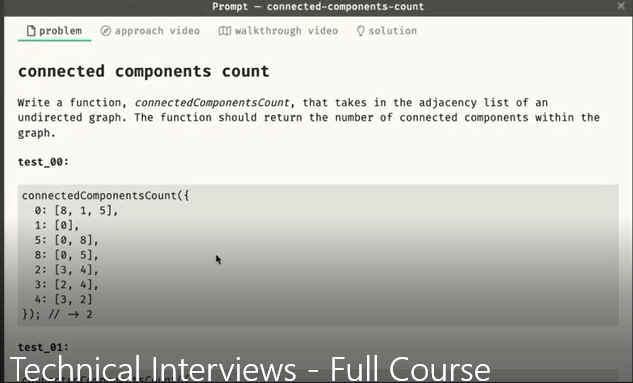 Prompt — connected-components-count
problem approach video walkthrough video solution
connected components count
Write a function, connectedComponentsCount, that takes in the adjacency list of an
undirected graph. The function should return the number of connected components within the
graph.
test_00:
connectedComponentsCount({
0: [8, 1, 5],
1: [0],
5: [0, 8],
8: [0, 5],
2: [3, 4],
3: [2, 4],
4: [3, 2]
}); // → 2
test_01:
Technical Interviews - Full Course